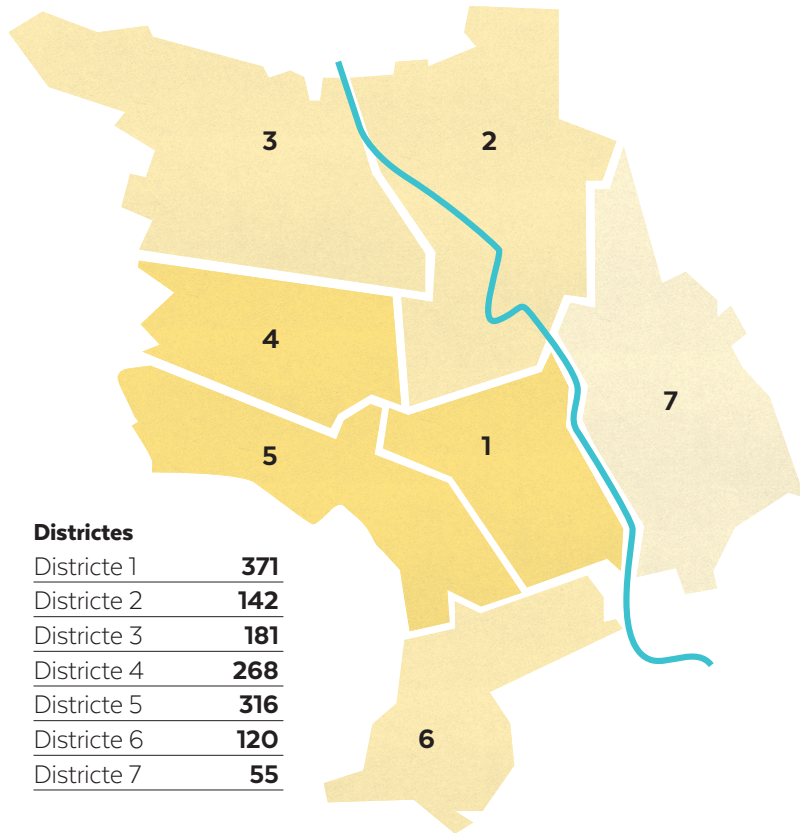 3
2
4
7
1
5
Districtes
Districte 1 371
Districte 2 142
Districte 3 181
Districte 4 268
Districte 5 316
Districte 6 120
Districte 7 55
6